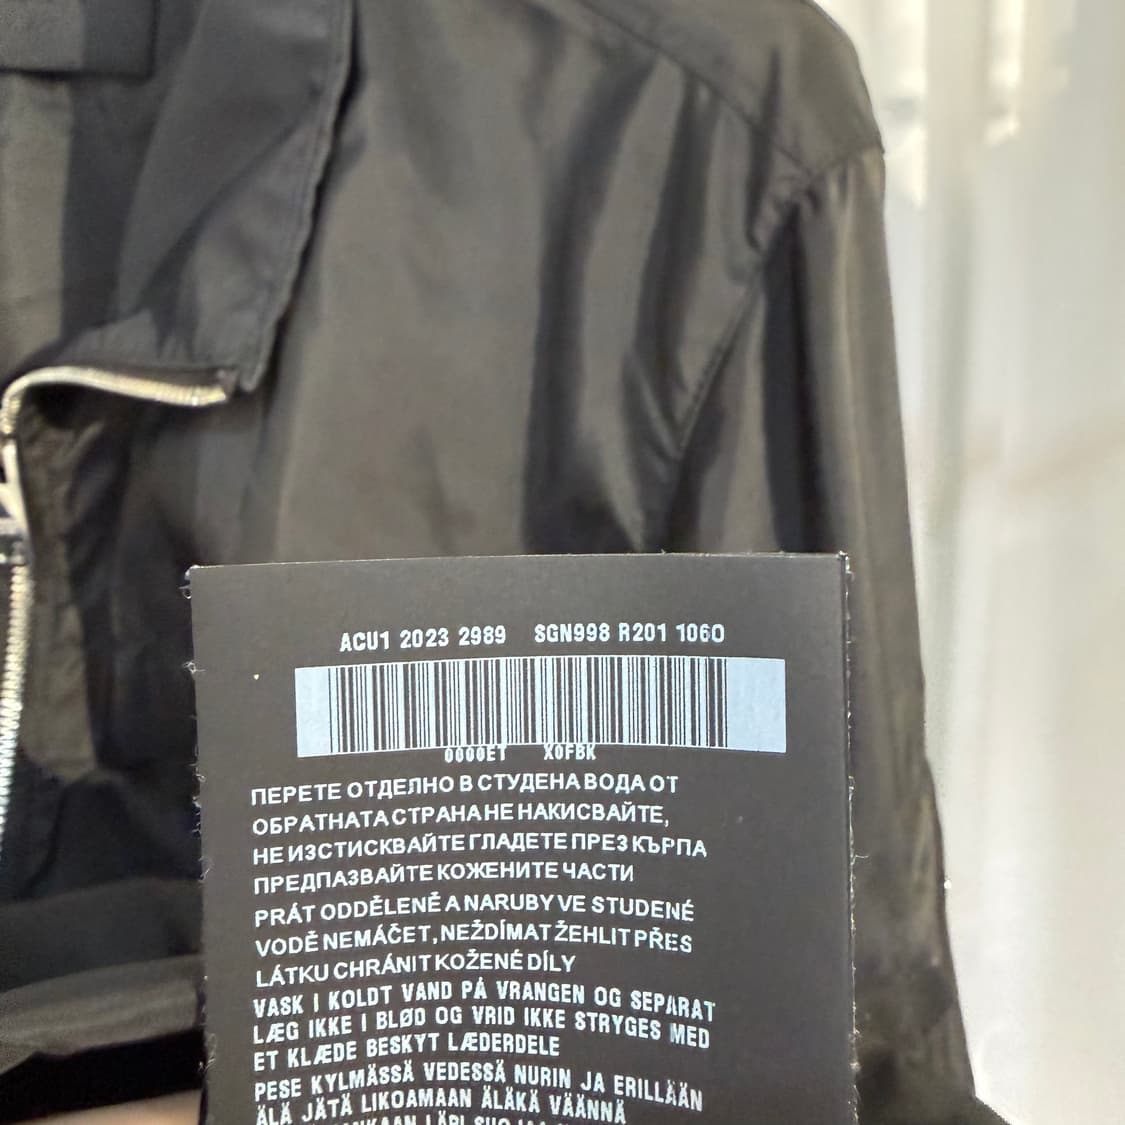 ACU1 2023 2989 SGN998 R201 1060
0000ET X0FBK
ПЕРЕТЕ ОТДЕЛНО В СТУДЕНА ВОДА ОТ
ОБРАТНАТА СТРАНА НЕ НАКИСВАЙТЕ,
НЕ ИЗСТИСКВАЙТЕ ГЛАДЕТЕ ПРЕЗ КЪРПА
ПРЕДПАЗВАЙТЕ КОЖЕНИТЕ ЧАСТИ
PRÁT ODDĚLENĚ A NARUBY VE STUDENÉ
VODĚ NEMÁČET, NEŽDÍMAT ŽEHLIT PŘES
LÁTKU CHRÁNIT KOŽENÉ DÍLY
VASK I KOLDT VAND PÅ VRANGEN OG SEPARAT
LÆG IKKE I BLØD OG VRID IKKE STRYGES MED
ET KLÆDE BESKYT LÆDERDELE
PESE KYLMÄSSÄ VEDESSÄ NURIN JA ERILLÄÄN
ÄLÄ JÄTÄ LIKOAMAAN ÄLÄKÄ VÄÄNNÄ